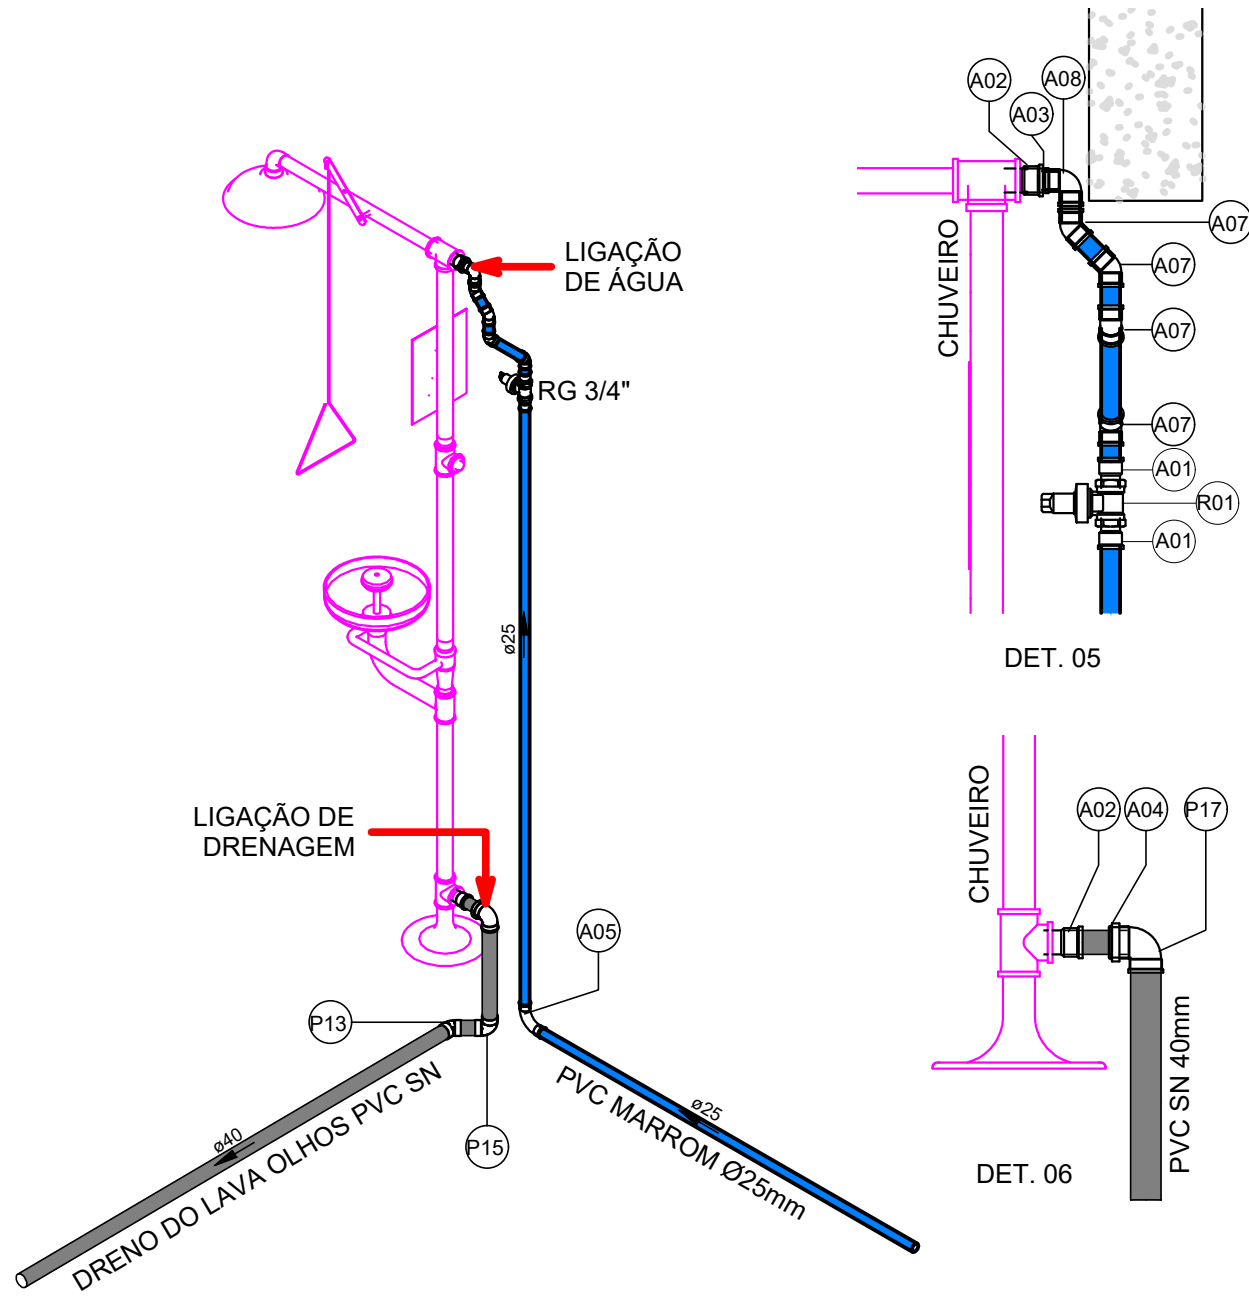 LIGAÇÃO
DE ÁGUA
RG 3/4"
ø25
LIGAÇÃO DE
DRENAGEM
A05
P13
P15
ø40
DRENO DO LAVA OLHOS PVC SN
ø25
PVC MARROM Ø25mm
A02
A08
A03
A07
A07
A07
A07
A01
R01
A01
CHUVEIRO
DET. 05
CHUVEIRO
A02
A04
P17
PVC SN 40mm
DET. 06